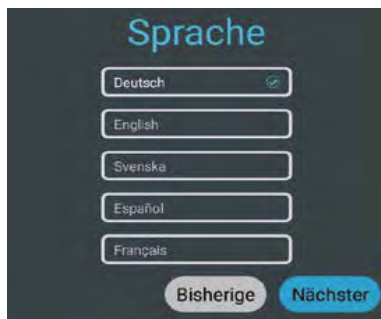 Sprache
Deutsch
English
Svenska
Español
Français
Bisherige Nächster